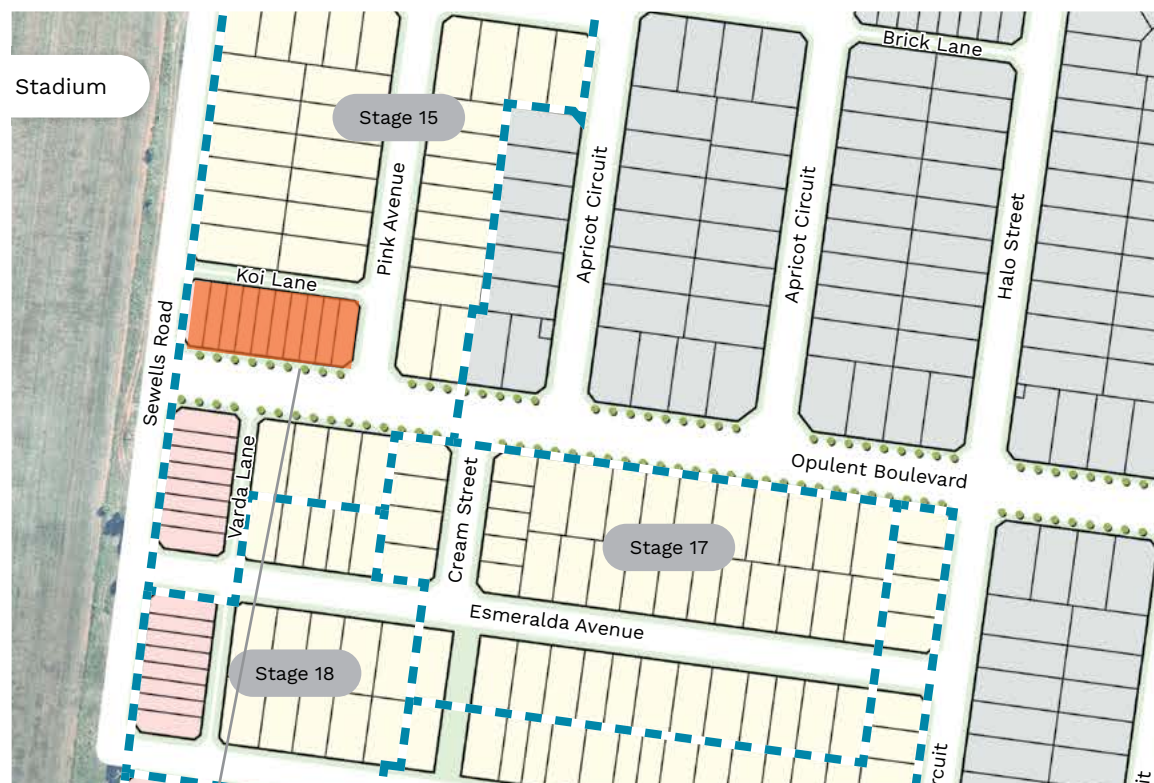 Brick Lane
Stadium
Stage 15
Pink Avenue
Apricot Circuit
Apricot Circuit
Halo Street
Koi Lane
Sewells Road
Opulent Boulevard
Varda Lane
Cream Street
Stage 17
Esmeralda Avenue
Stage 18